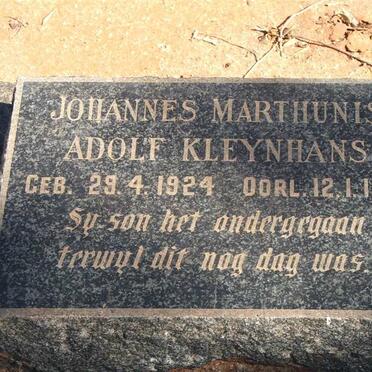 JOHANNES MARTHUNIS
ADOLF KLEYNHANS
GEB. 29.4.1924 OORL. 12.1.1
Sy son het ondergegaan
terwyl dit nog dag was.